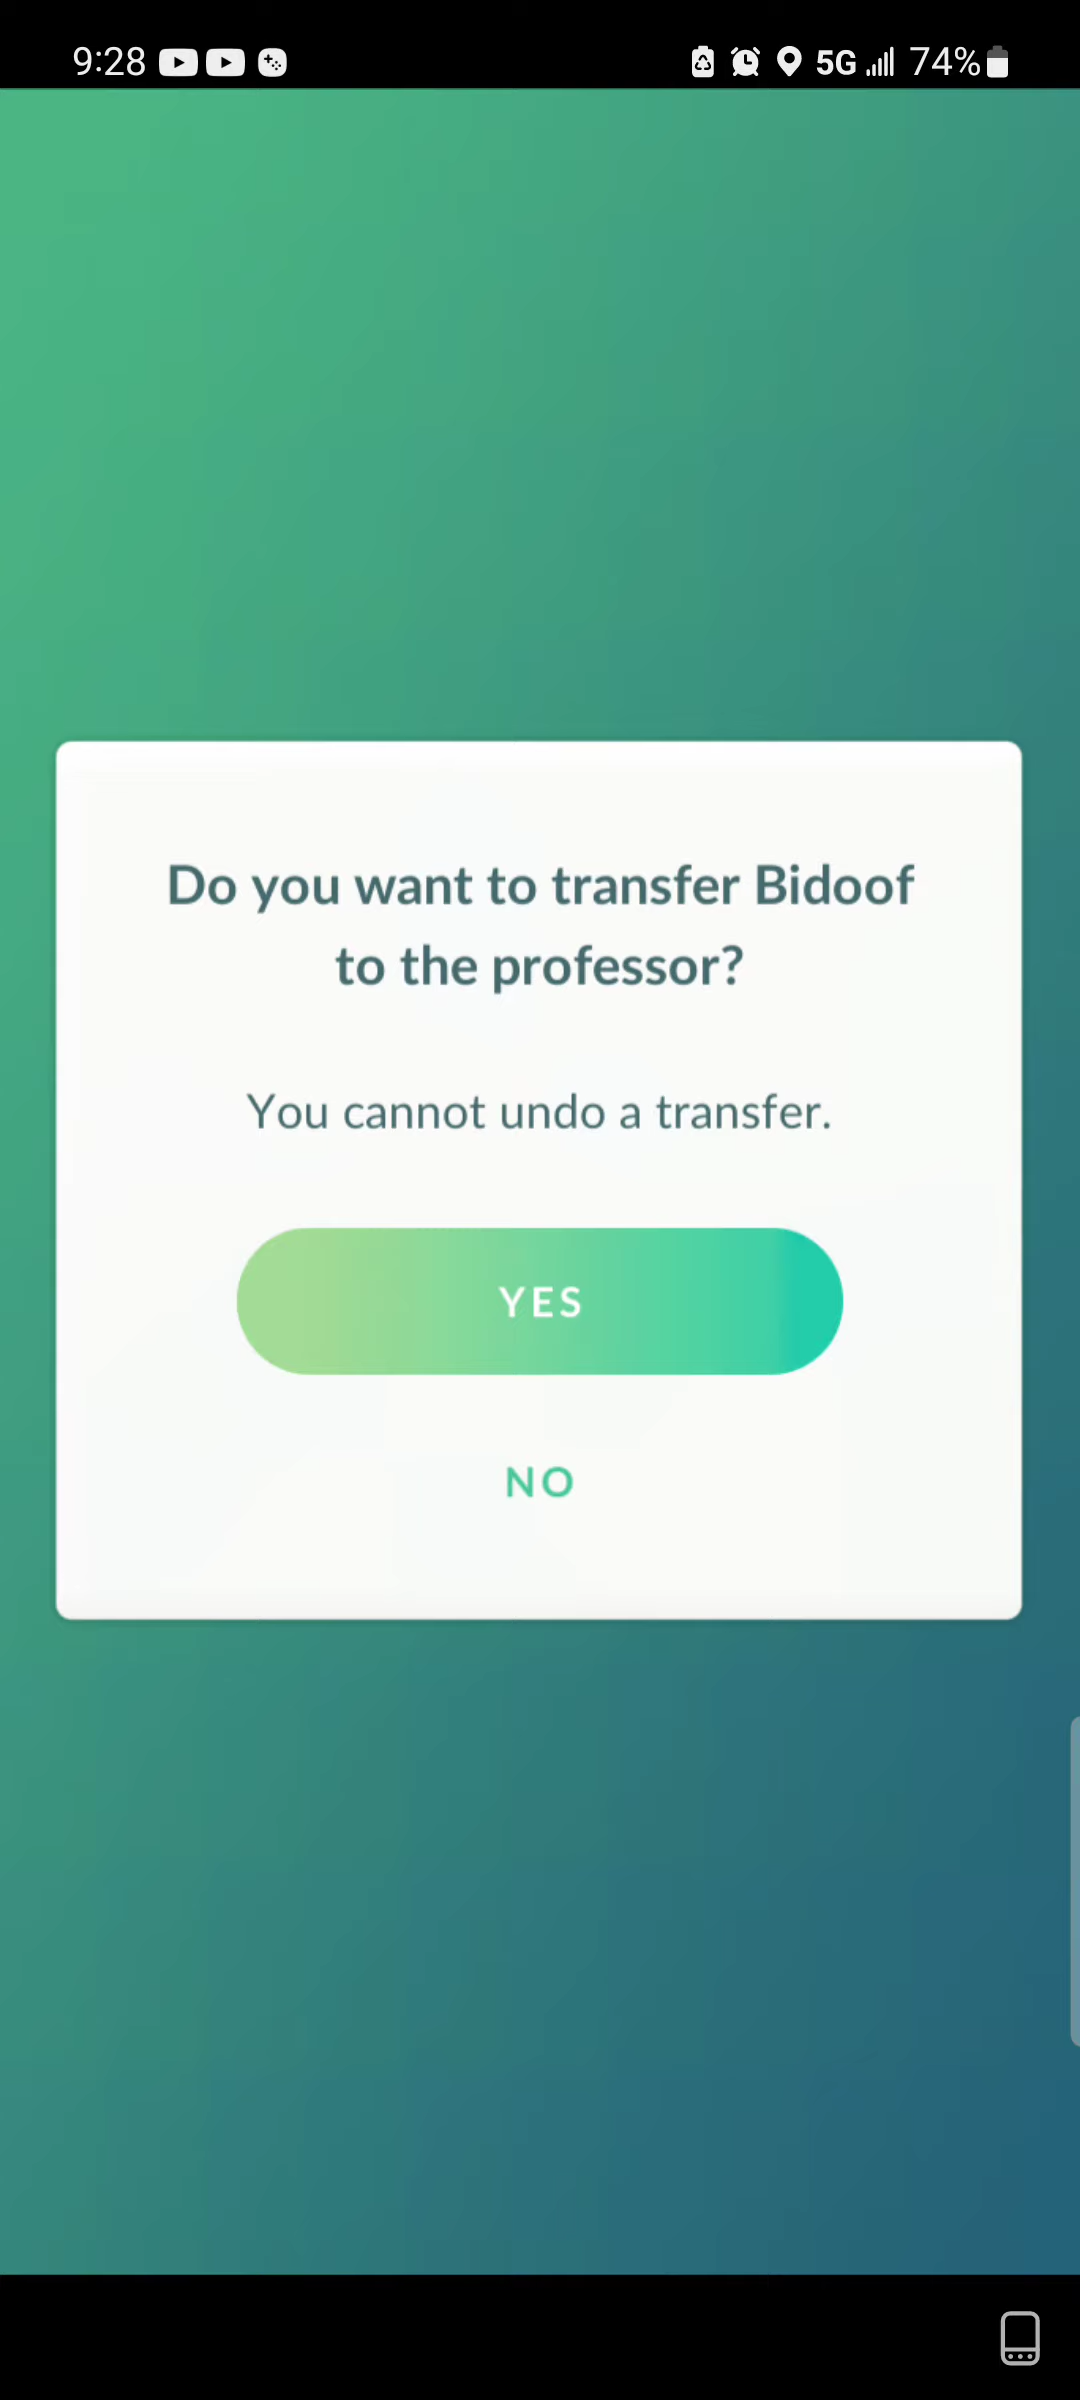 9:28 5G 74%
Do you want to transfer Bidoof
to the professor?
You cannot undo a transfer.
YES
NO